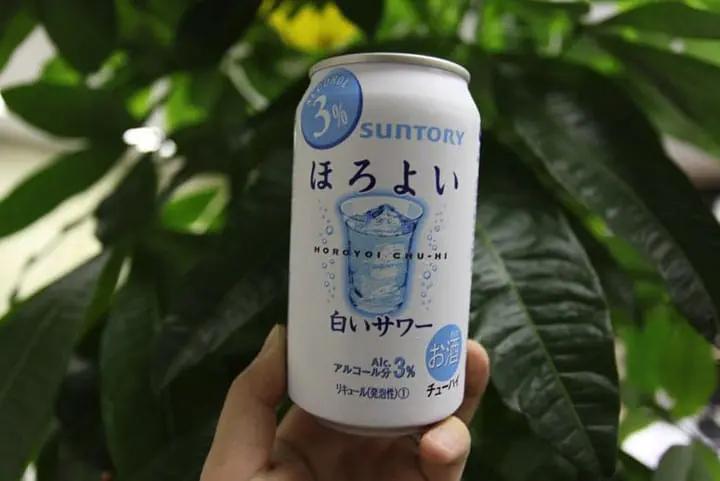 ALCOHOL
3%
SUNTORY
ほろよい
HOROYOI CHU-HI
白いサワー
Alc.
アルコール分3%
お酒
チューハイ
リキュール(発泡性)①